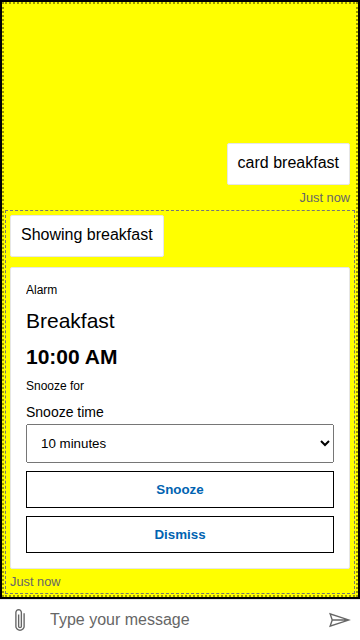 card breakfast
Just now
Showing breakfast
Alarm
Breakfast
10:00 AM
Snooze for
Snooze time
10 minutes
Snooze
Dismiss
Just now
Type your message